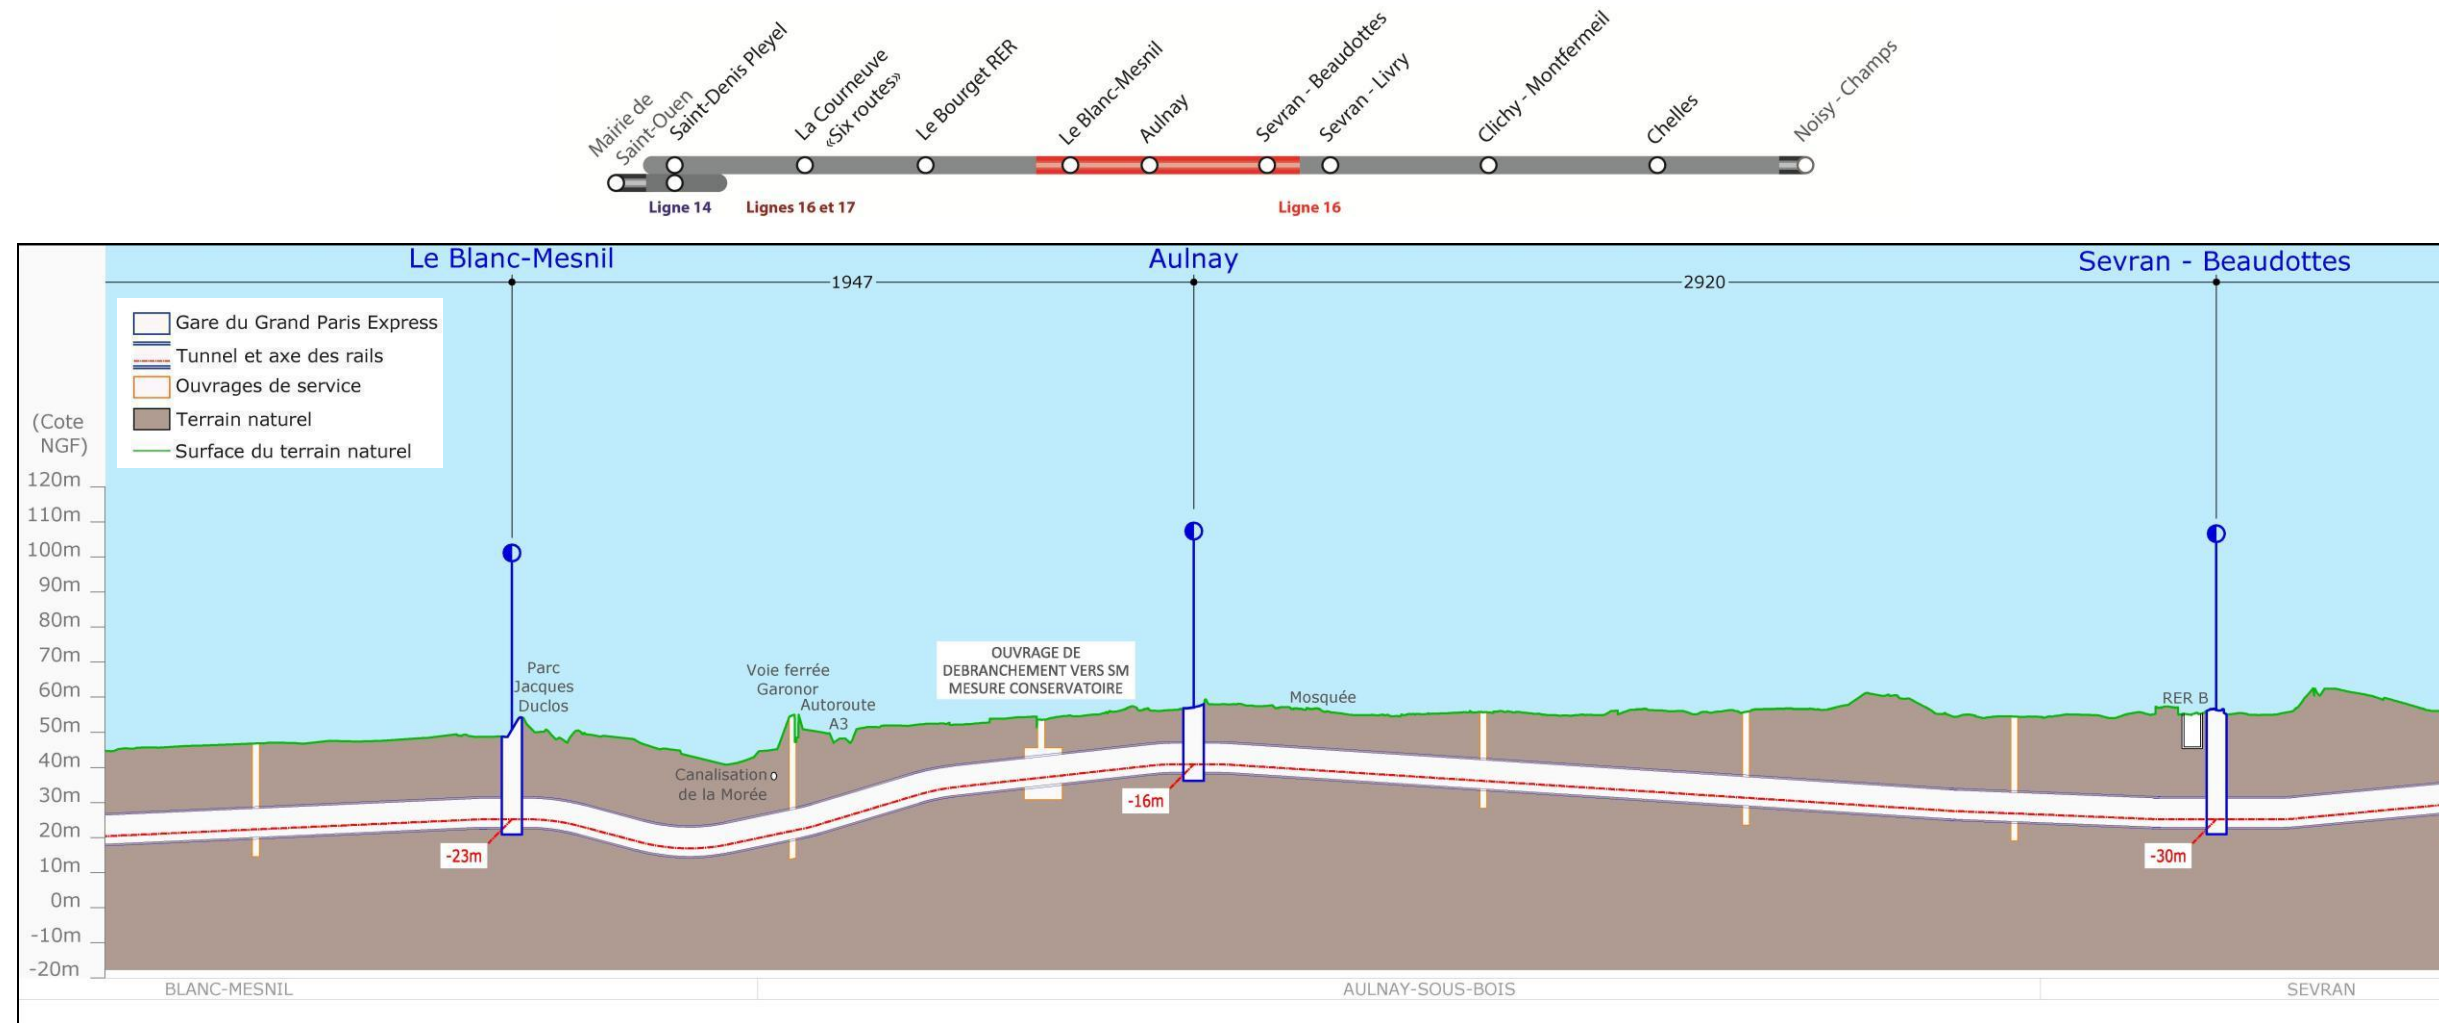 Mairie de
Saint-Ouen
Saint-Denis Pleyel
La Courneuve
«Six routes»
Le Bourget RER
Le Blanc-Mesnil
Aulnay
Sevran - Beaudottes
Sevran - Livry
Clichy - Montfermeil
Chelles
Noisy - Champs
Ligne 14
Lignes 16 et 17
Ligne 16
Le Blanc-Mesnil
Aulnay
Sevran - Beaudottes
1947
2920
Gare du Grand Paris Express
Tunnel et axe des rails
Ouvrages de service
Terrain naturel
Surface du terrain naturel
(Cote
NGF)
120m
110m
100m
90m
80m
70m
60m
50m
40m
30m
20m
10m
0m
-10m
-20m
Parc
Jacques
Duclos
Voie ferrée
Garonor
Autoroute
A3
OUVRAGE DE
DEBRANCHEMENT VERS SM
MESURE CONSERVATOIRE
Mosquée
RER B
Canalisation
de la Morée
-23m
-16m
-30m
BLANC-MESNIL
AULNAY-SOUS-BOIS
SEVRAN